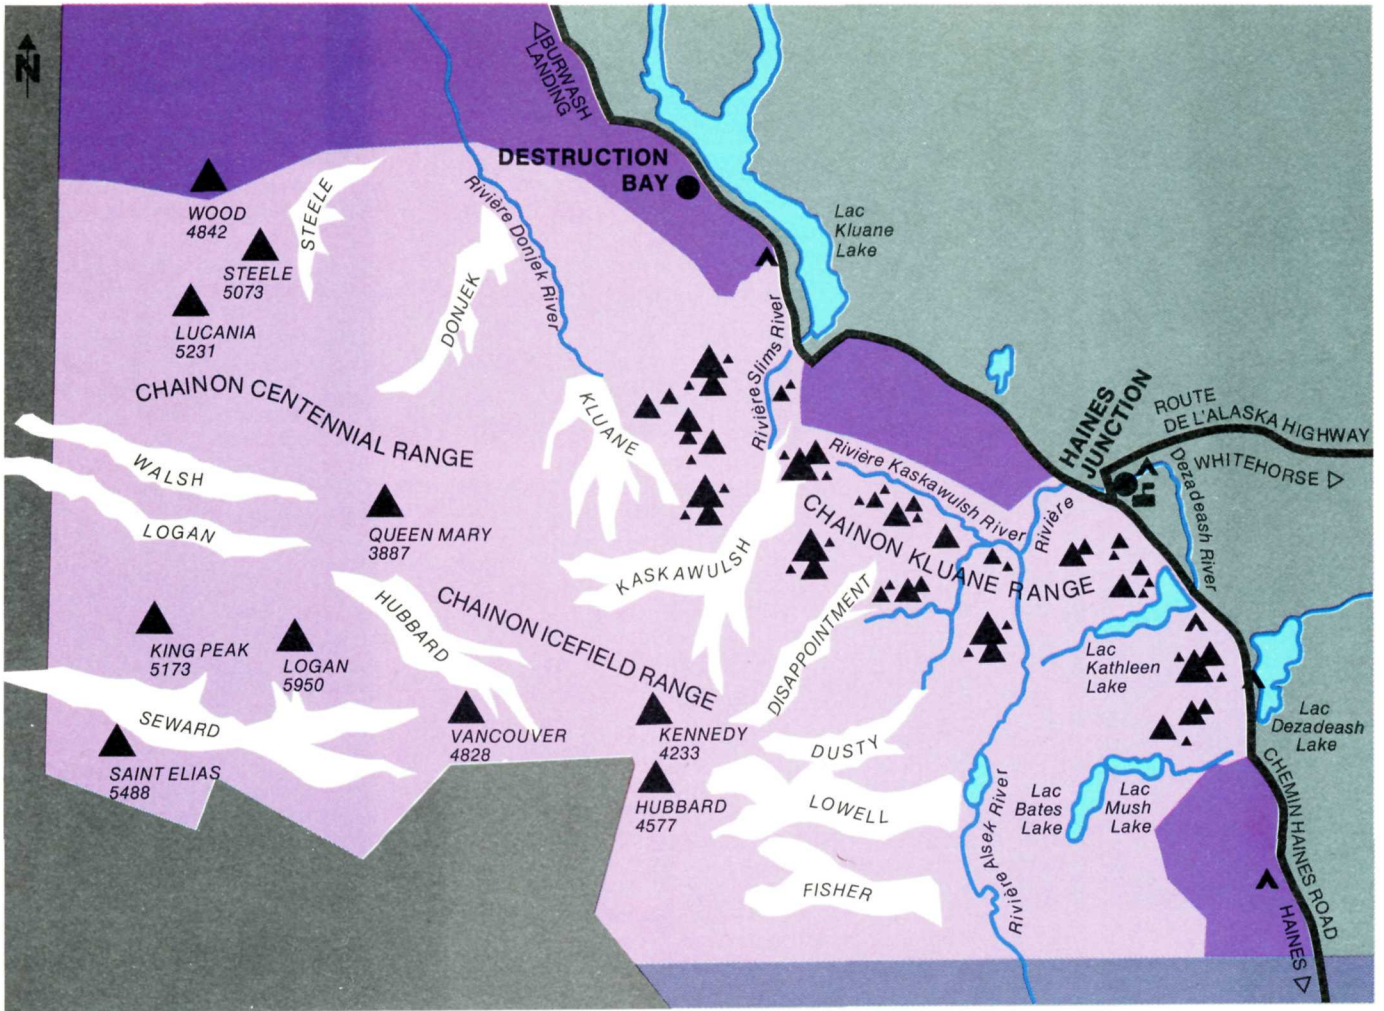 N
BURWASH
LANDING
DESTRUCTION
BAY
Lac
Kluane
Lake
WOOD
4842
STEELE
5073
LUCANIA
5231
STEELE
DONJEK
Rivière Donjek River
Rivière Slims River
CHAINON CENTENNIAL RANGE
KLUANE
WALSH
LOGAN
QUEEN MARY
3887
KASKAWULSH
Rivière Kaskawulsh River
CHAINON KLUANE RANGE
Rivière
HAINES
JUNCTION
ROUTE
DE L'ALASKA HIGHWAY
WHITEHORSE
Dezadeash River
HUBBARD
CHAINON ICEFIELD RANGE
DISAPPOINTMENT
KING PEAK
5173
LOGAN
5950
SEWARD
SAINT ELIAS
5488
VANCOUVER
4828
KENNEDY
4233
HUBBARD
4577
DUSTY
LOWELL
FISHER
Rivière Alsek River
Lac
Kathleen
Lake
Lac
Bates
Lake
Lac
Mush
Lake
Lac
Dezadeash
Lake
CHEMIN HAINES ROAD
HAINES